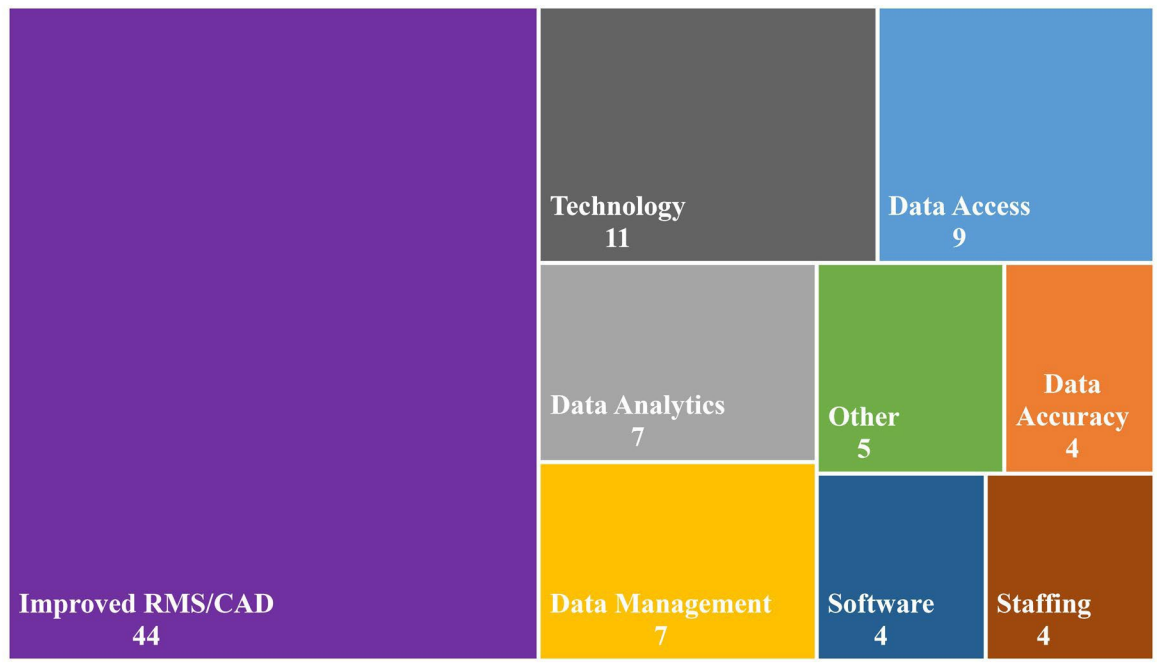 Improved RMS/CAD
44
Technology
11
Data Access
9
Data Analytics
7
Data Management
7
Other
5
Data
Accuracy
4
Software
4
Staffing
4